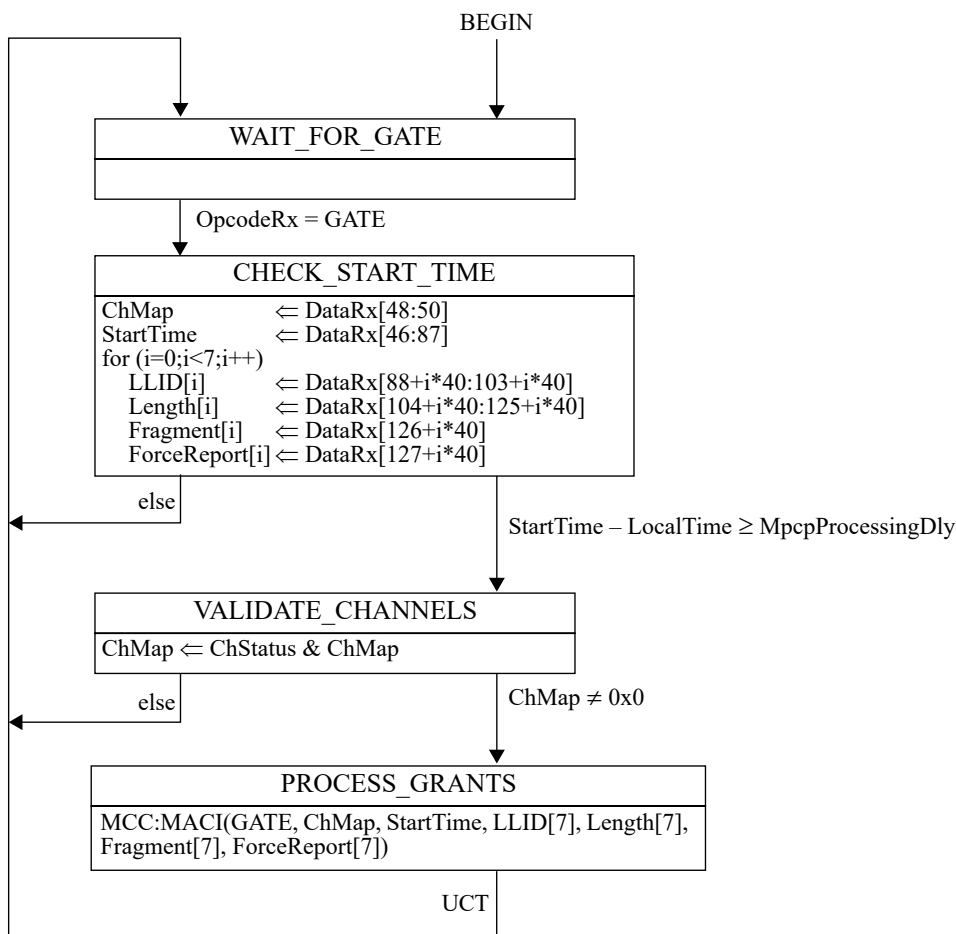 BEGIN
WAIT_FOR_GATE
OpcodeRx = GATE
CHECK_START_TIME
ChMap ⇐ DataRx[48:50]
StartTime ⇐ DataRx[46:87]
for (i=0;i<7;i++)
LLID[i] ⇐ DataRx[88+i*40:103+i*40]
Length[i] ⇐ DataRx[104+i*40:125+i*40]
Fragment[i] ⇐ DataRx[126+i*40]
ForceReport[i] ⇐ DataRx[127+i*40]
else
StartTime – LocalTime ≥ MpcpProcessingDly
VALIDATE_CHANNELS
ChMap ⇐ ChStatus & ChMap
else
ChMap ≠ 0x0
PROCESS_GRANTS
MCC:MACI(GATE, ChMap, StartTime, LLID[7], Length[7],
Fragment[7], ForceReport[7])
UCT